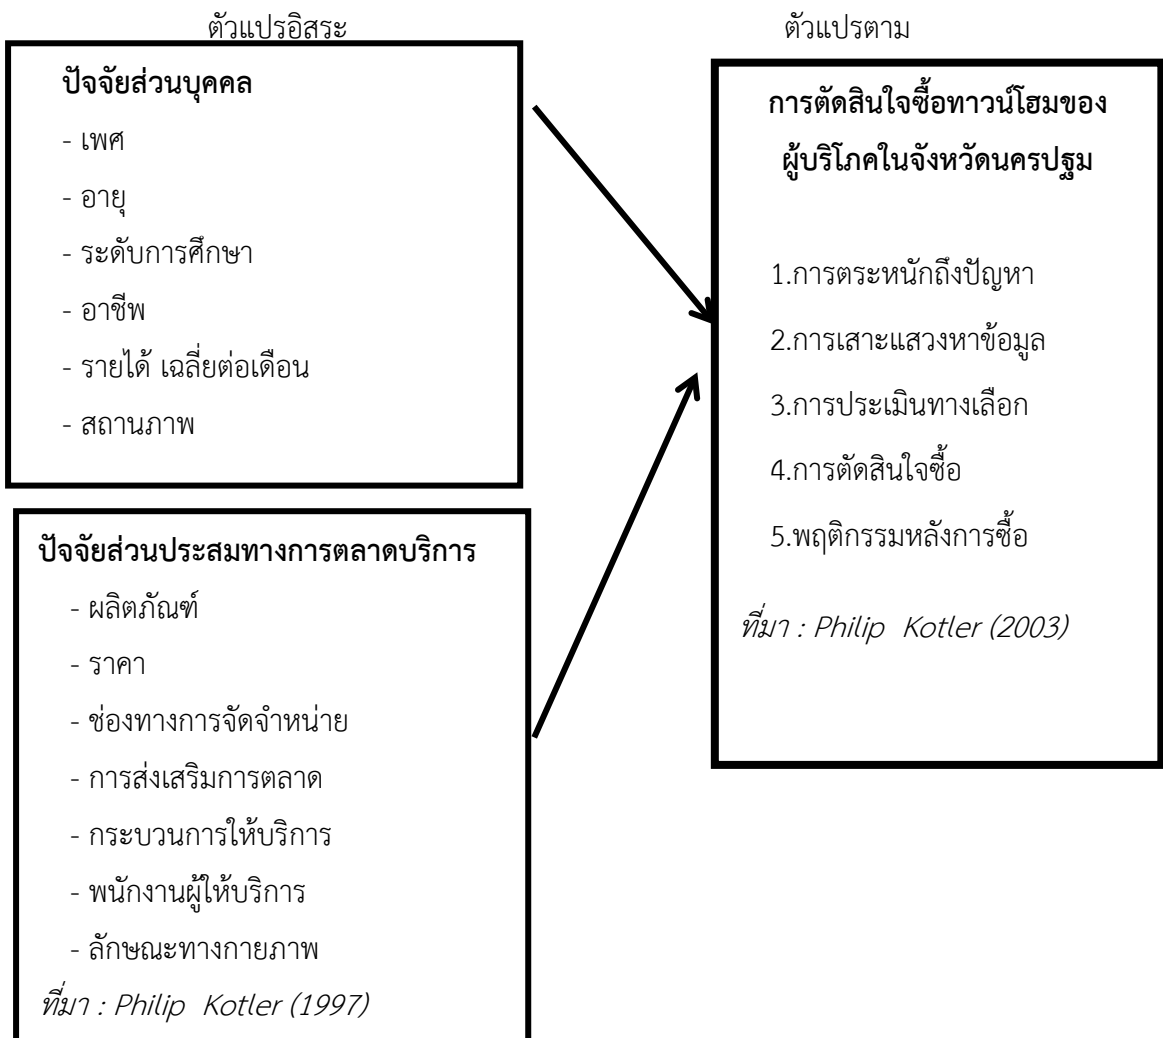 ตัวแปรอิสระ
ตัวแปรตาม
ปัจจัยส่วนบุคคล
- เพศ
- อายุ
- ระดับการศึกษา
- อาชีพ
- รายได้ เฉลี่ยต่อเดือน
- สถานภาพ
ปัจจัยส่วนประสมทางการตลาดบริการ
- ผลิตภัณฑ์
- ราคา
- ช่องทางการจัดจำหน่าย
- การส่งเสริมการตลาด
- กระบวนการให้บริการ
- พนักงานผู้ให้บริการ
- ลักษณะทางกายภาพ
ที่มา : Philip Kotler (1997)
การตัดสินใจซื้อทาวน์โฮมของ
ผู้บริโภคในจังหวัดนครปฐม
1.การตระหนักถึงปัญหา
2.การเสาะแสวงหาข้อมูล
3.การประเมินทางเลือก
4.การตัดสินใจซื้อ
5.พฤติกรรมหลังการซื้อ
ที่มา : Philip Kotler (2003)